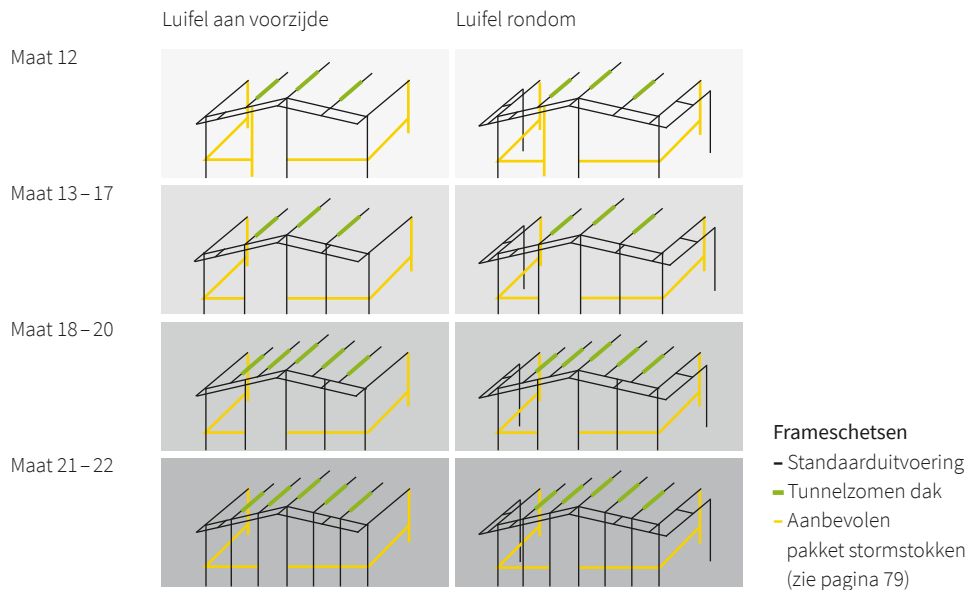 Luifel aan voorzijde
Luifel rondom
Maat 12
Maat 13 – 17
Maat 18 – 20
Maat 21 – 22
Frameschetsen
Standaarduitvoering
Tunnelzomen dak
Aanbevolen
pakket stormstokken
(zie pagina 79)